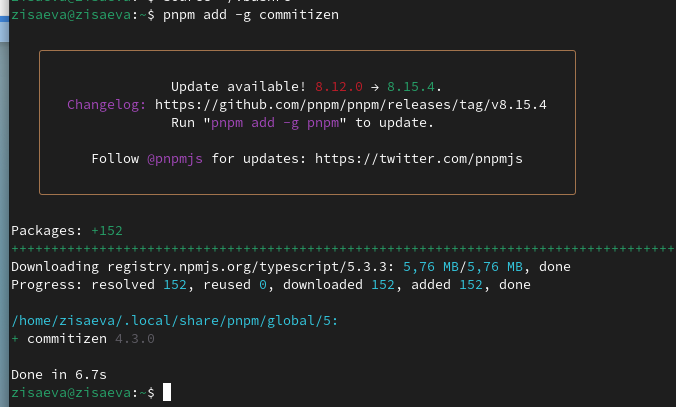 zisaeva@zisaeva:~$ pnpm add -g commitizen
Update available! 8.12.0 → 8.15.4.
Changelog: https://github.com/pnpm/pnpm/releases/tag/v8.15.4
Run "pnpm add -g pnpm" to update.
Follow @pnpmjs for updates: https://twitter.com/pnpmjs
Packages: +152
++++++++++++++++++++++++++++++++++++++++++++++++++++++++++++++++++++++++++++++++++++
Downloading registry.npmjs.org/typescript/5.3.3: 5,76 MB/5,76 MB, done
Progress: resolved 152, reused 0, downloaded 152, added 152, done
/home/zisaeva/.local/share/pnpm/global/5:
+ commitizen 4.3.0
Done in 6.7s
zisaeva@zisaeva:~$